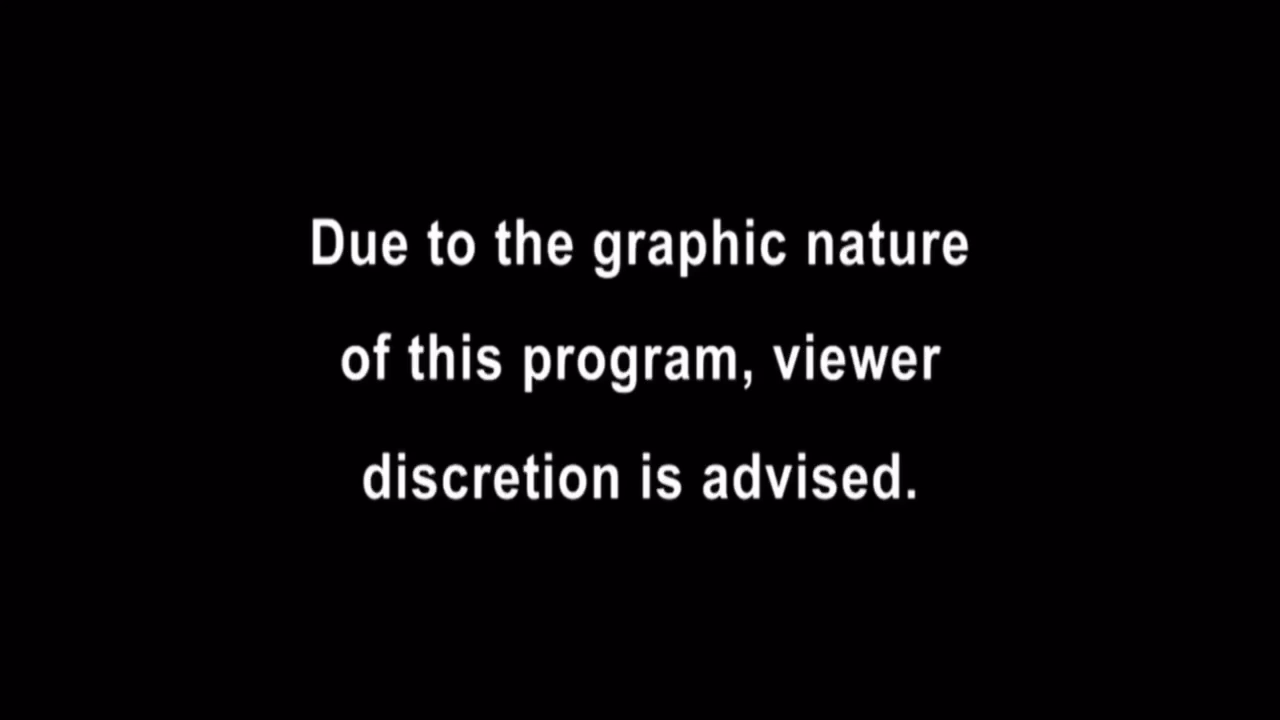 Due to the graphic nature
of this program, viewer
discretion is advised.